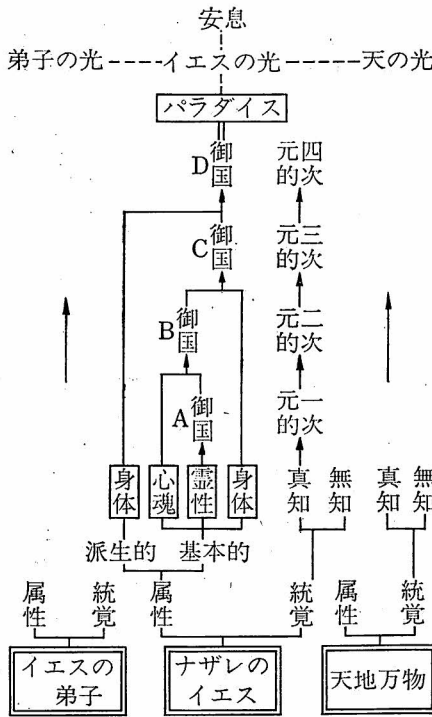 安息
弟子の光 イエスの光 天の光
パラダイス
D 御国 四次元的
C 御国 三次元的
B 御国 二次元的
A 御国 一次元的
身体 心魂 霊性 身体 真知 無知 真知 無知
派生的 基本的
属性 統覚 属性 統覚 属性 統覚
イエスの弟子 ナザレのイエス 天地万物